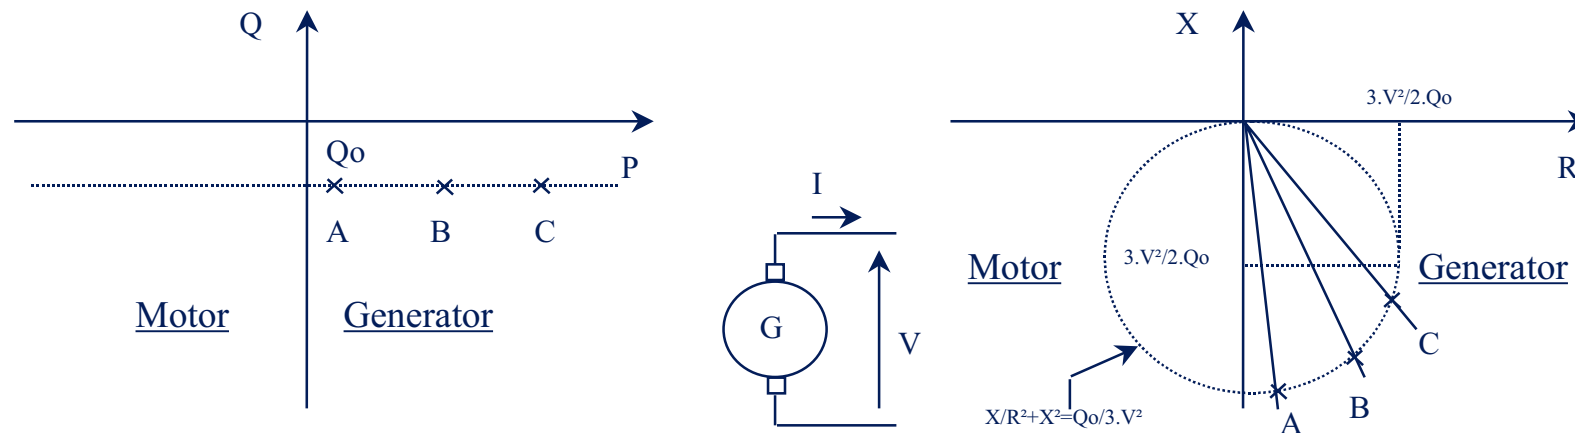 Q
Qo
P
A B C
Motor Generator
I
G
V
X
3.V²/2.Qo
R
Motor 3.V²/2.Qo Generator
C
B
X/R²+X²=Qo/3.V²
A